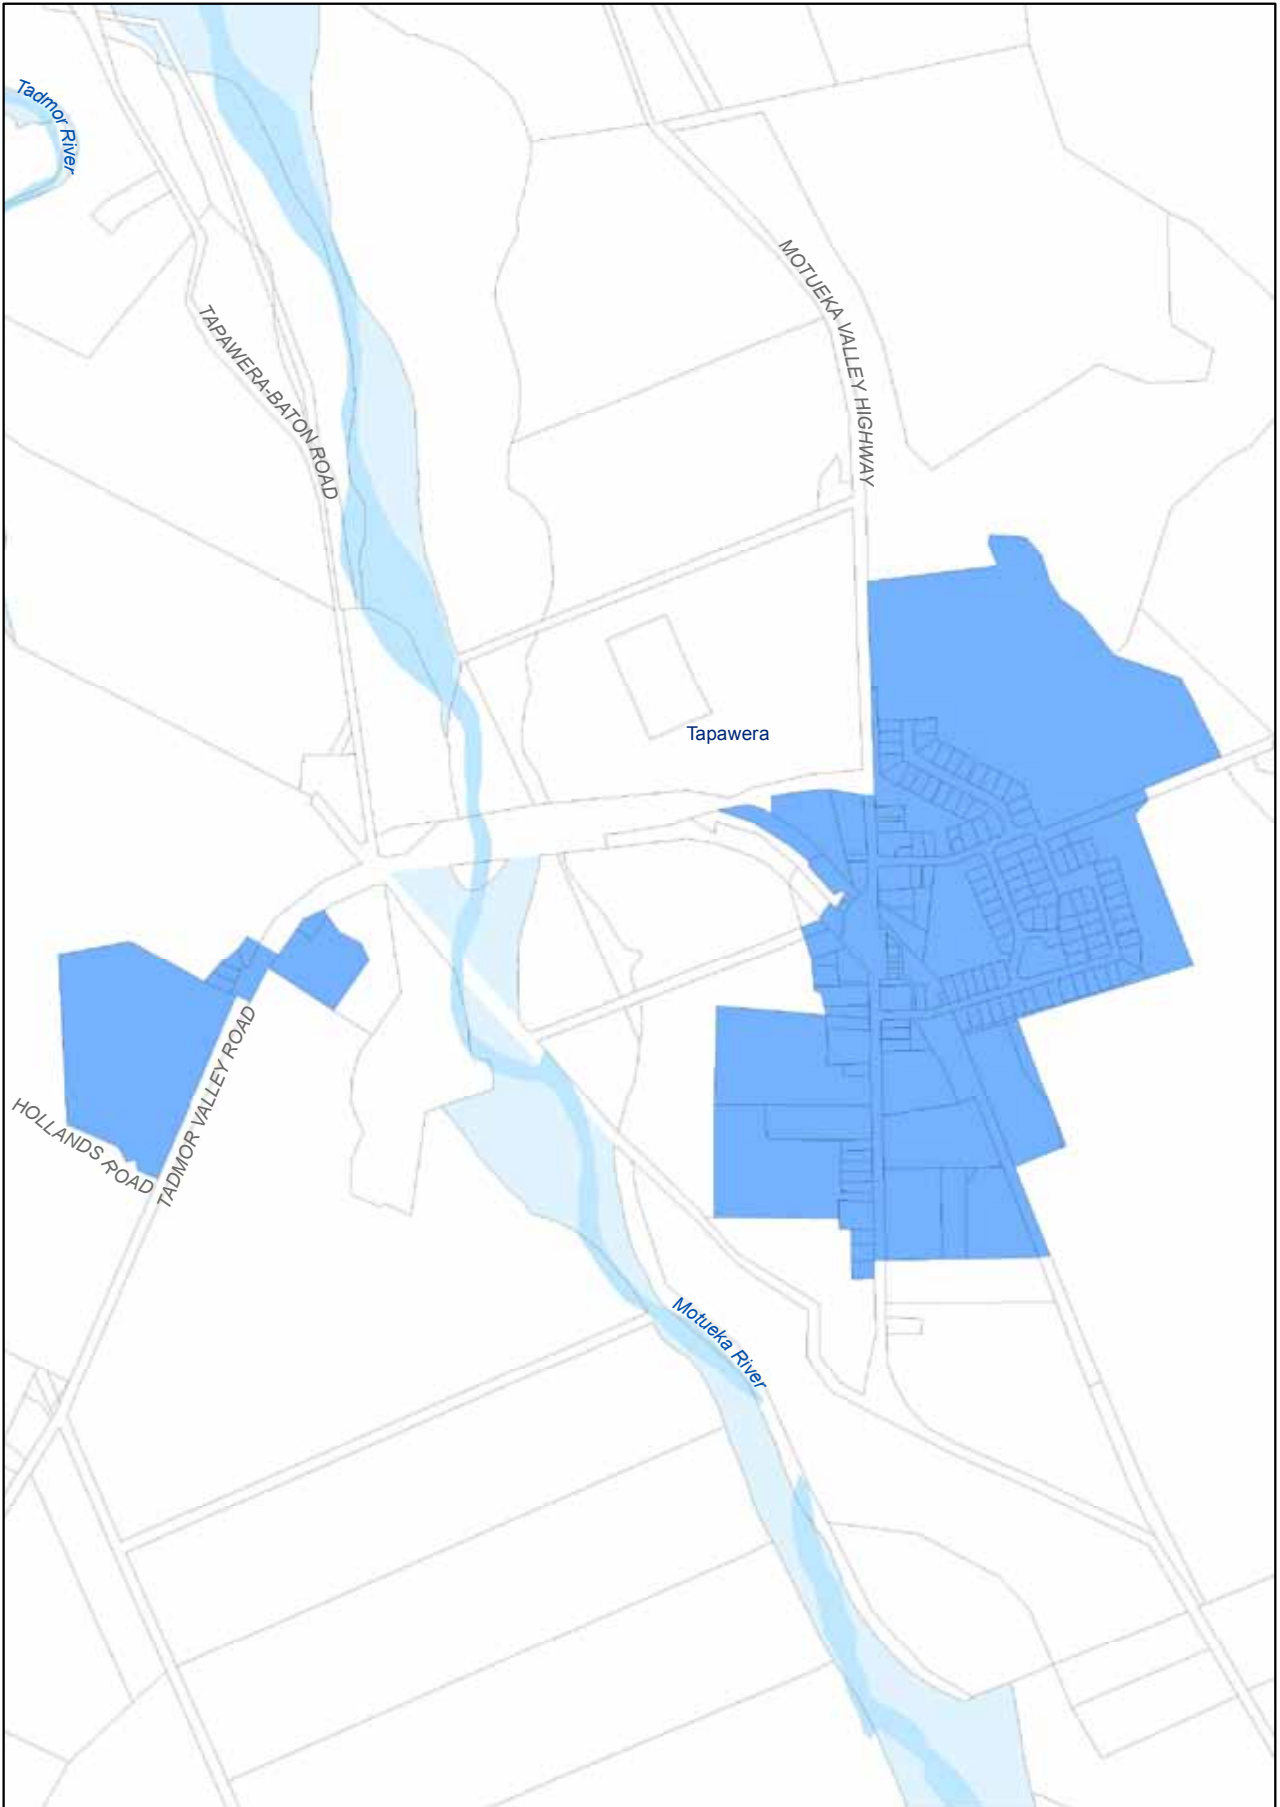 Tadmor River
MOTUEKA VALLEY HIGHWAY
TAPAWERA-BATON ROAD
Tapawera
TADMOR VALLEY ROAD
HOLLANDS ROAD
Motueka River